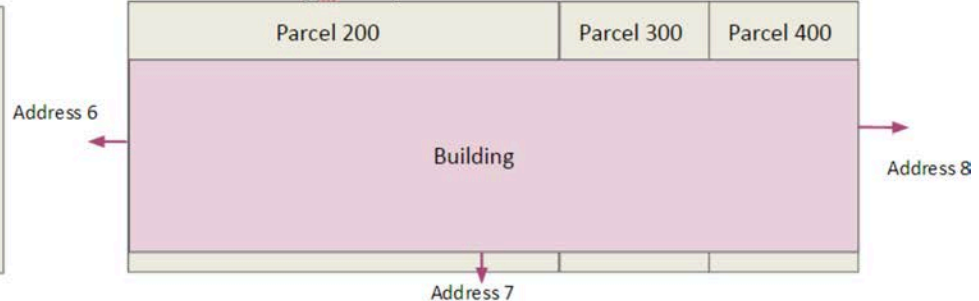 Parcel 200
Parcel 300
Parcel 400
Address 6
Building
Address 8
Address 7